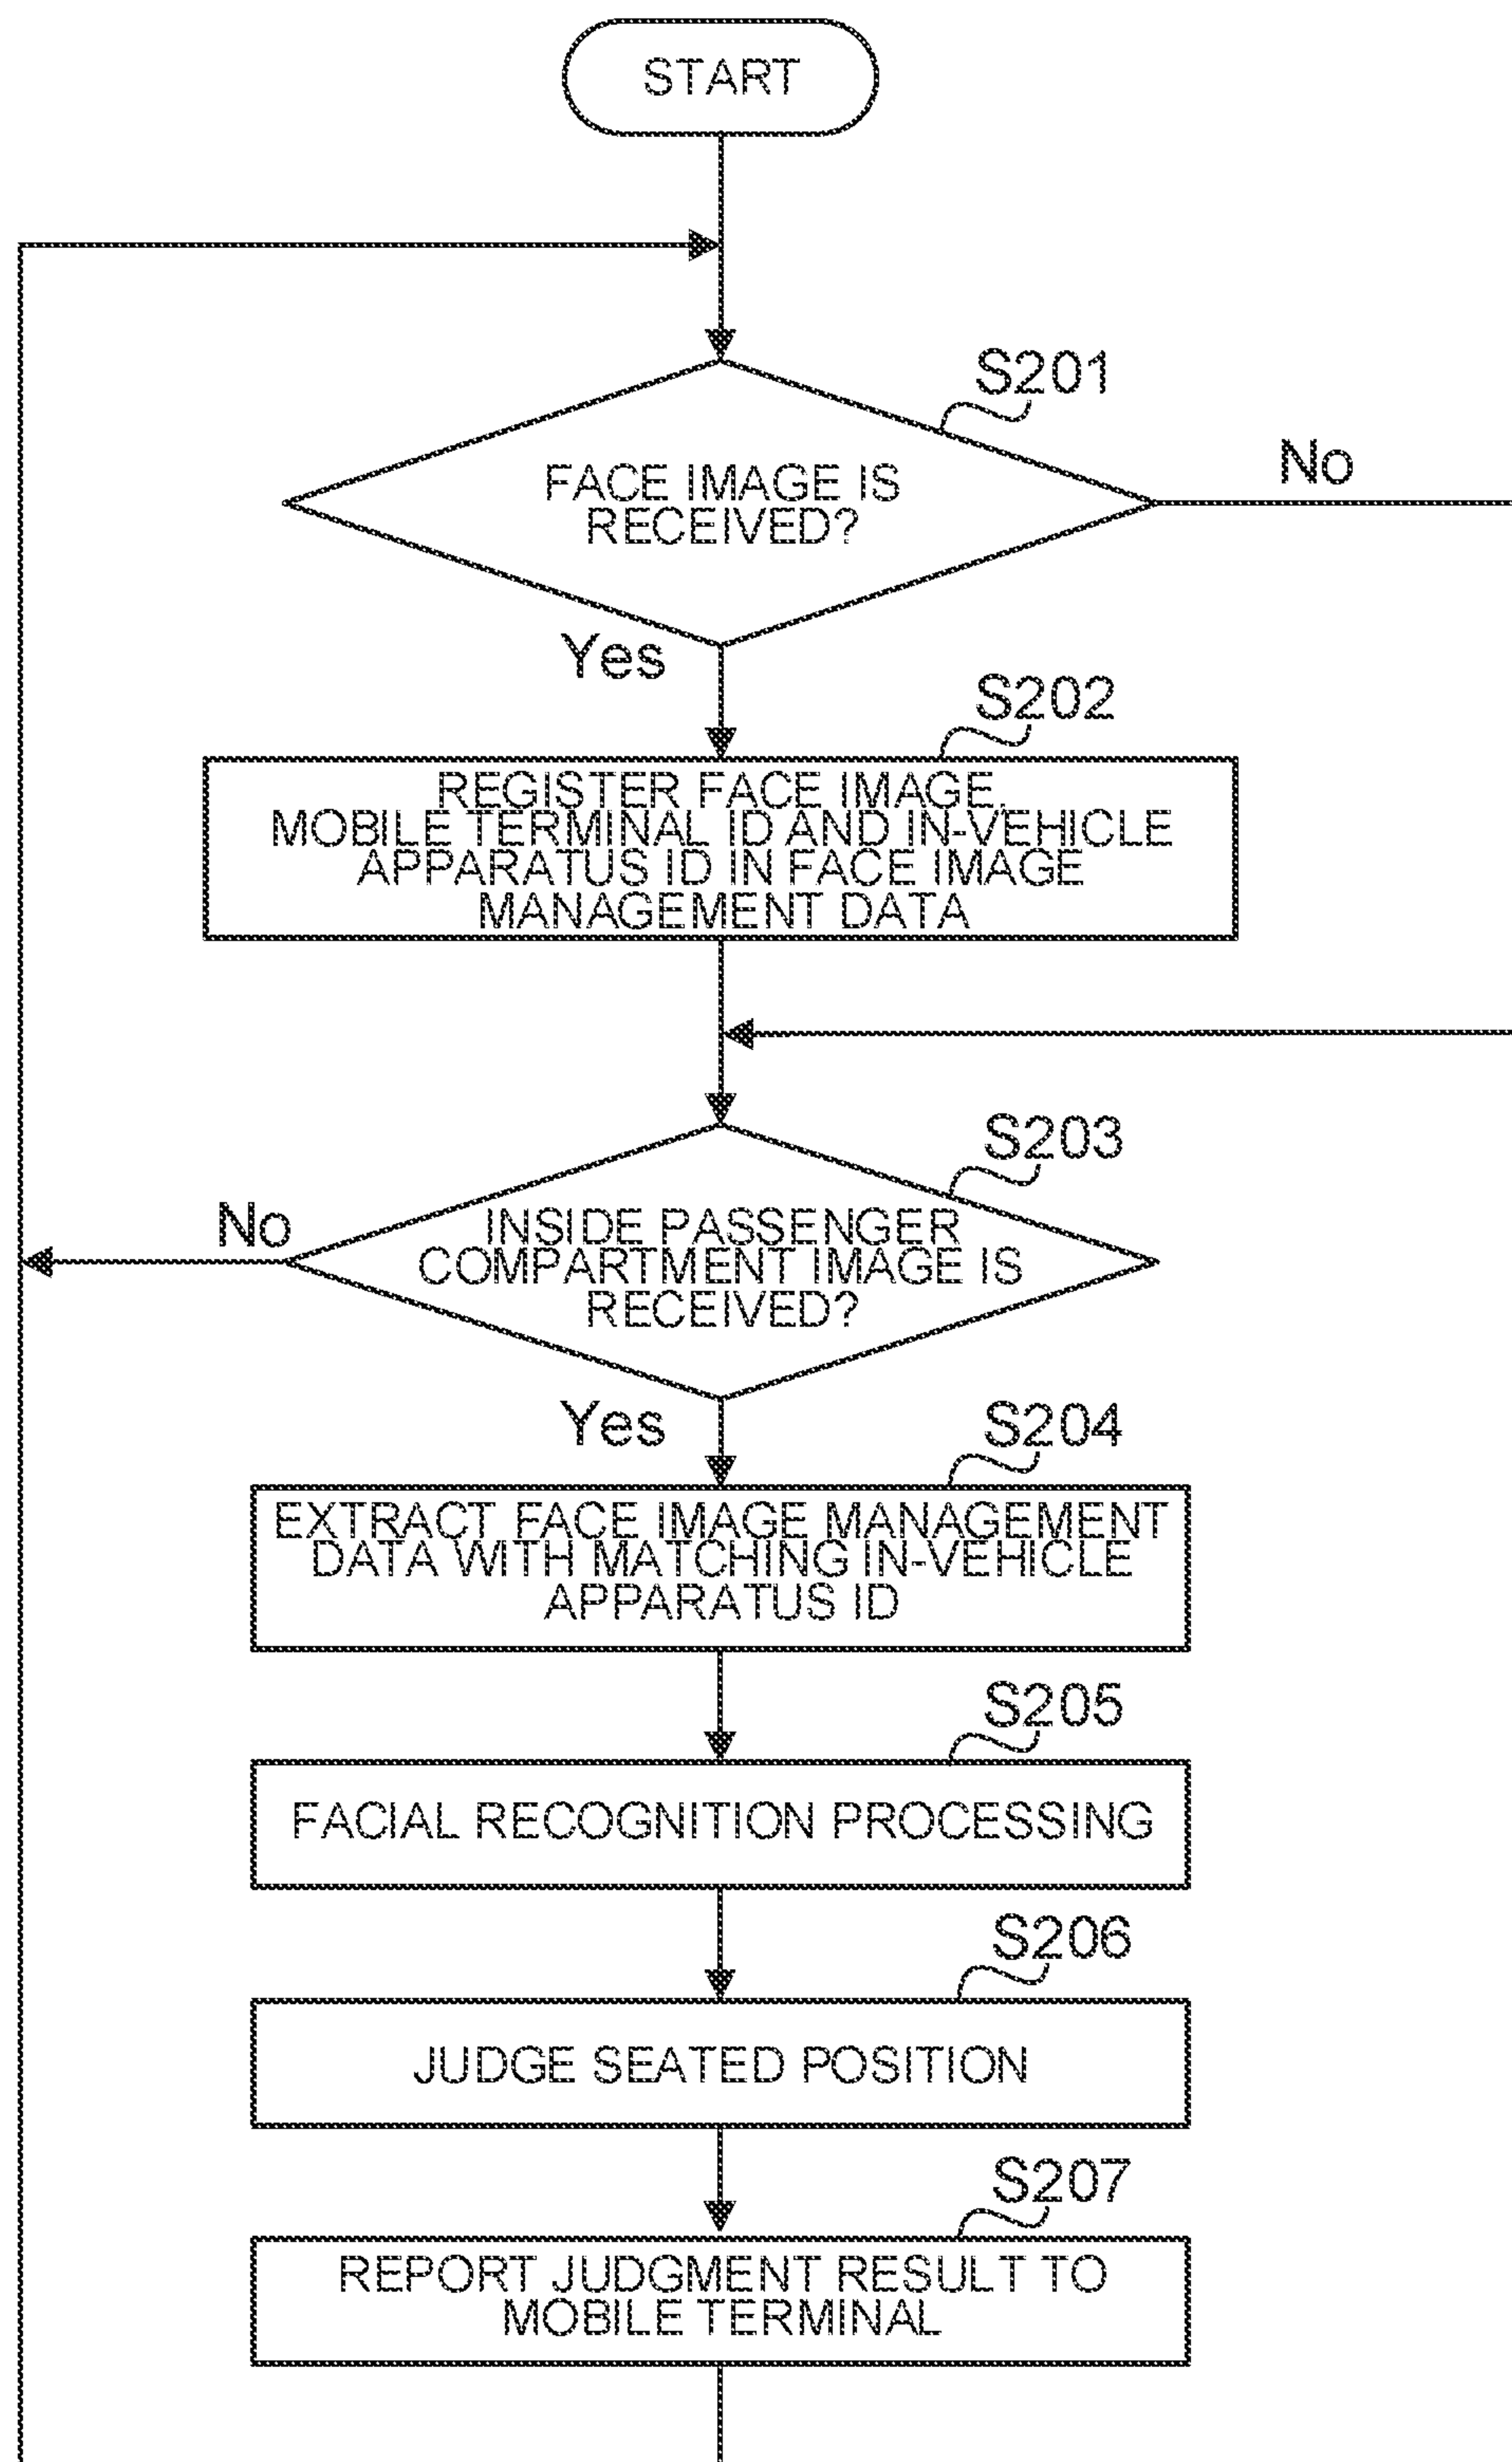 START
S201
FACE IMAGE IS
RECEIVED?
No
Yes
S202
REGISTER FACE IMAGE,
MOBILE TERMINAL ID AND IN-VEHICLE
APPARATUS ID IN FACE IMAGE
MANAGEMENT DATA
S203
No
INSIDE PASSENGER
COMPARTMENT IMAGE IS
RECEIVED?
Yes
S204
EXTRACT FACE IMAGE MANAGEMENT
DATA WITH MATCHING IN-VEHICLE
APPARATUS ID
S205
FACIAL RECOGNITION PROCESSING
S206
JUDGE SEATED POSITION
S207
REPORT JUDGMENT RESULT TO
MOBILE TERMINAL